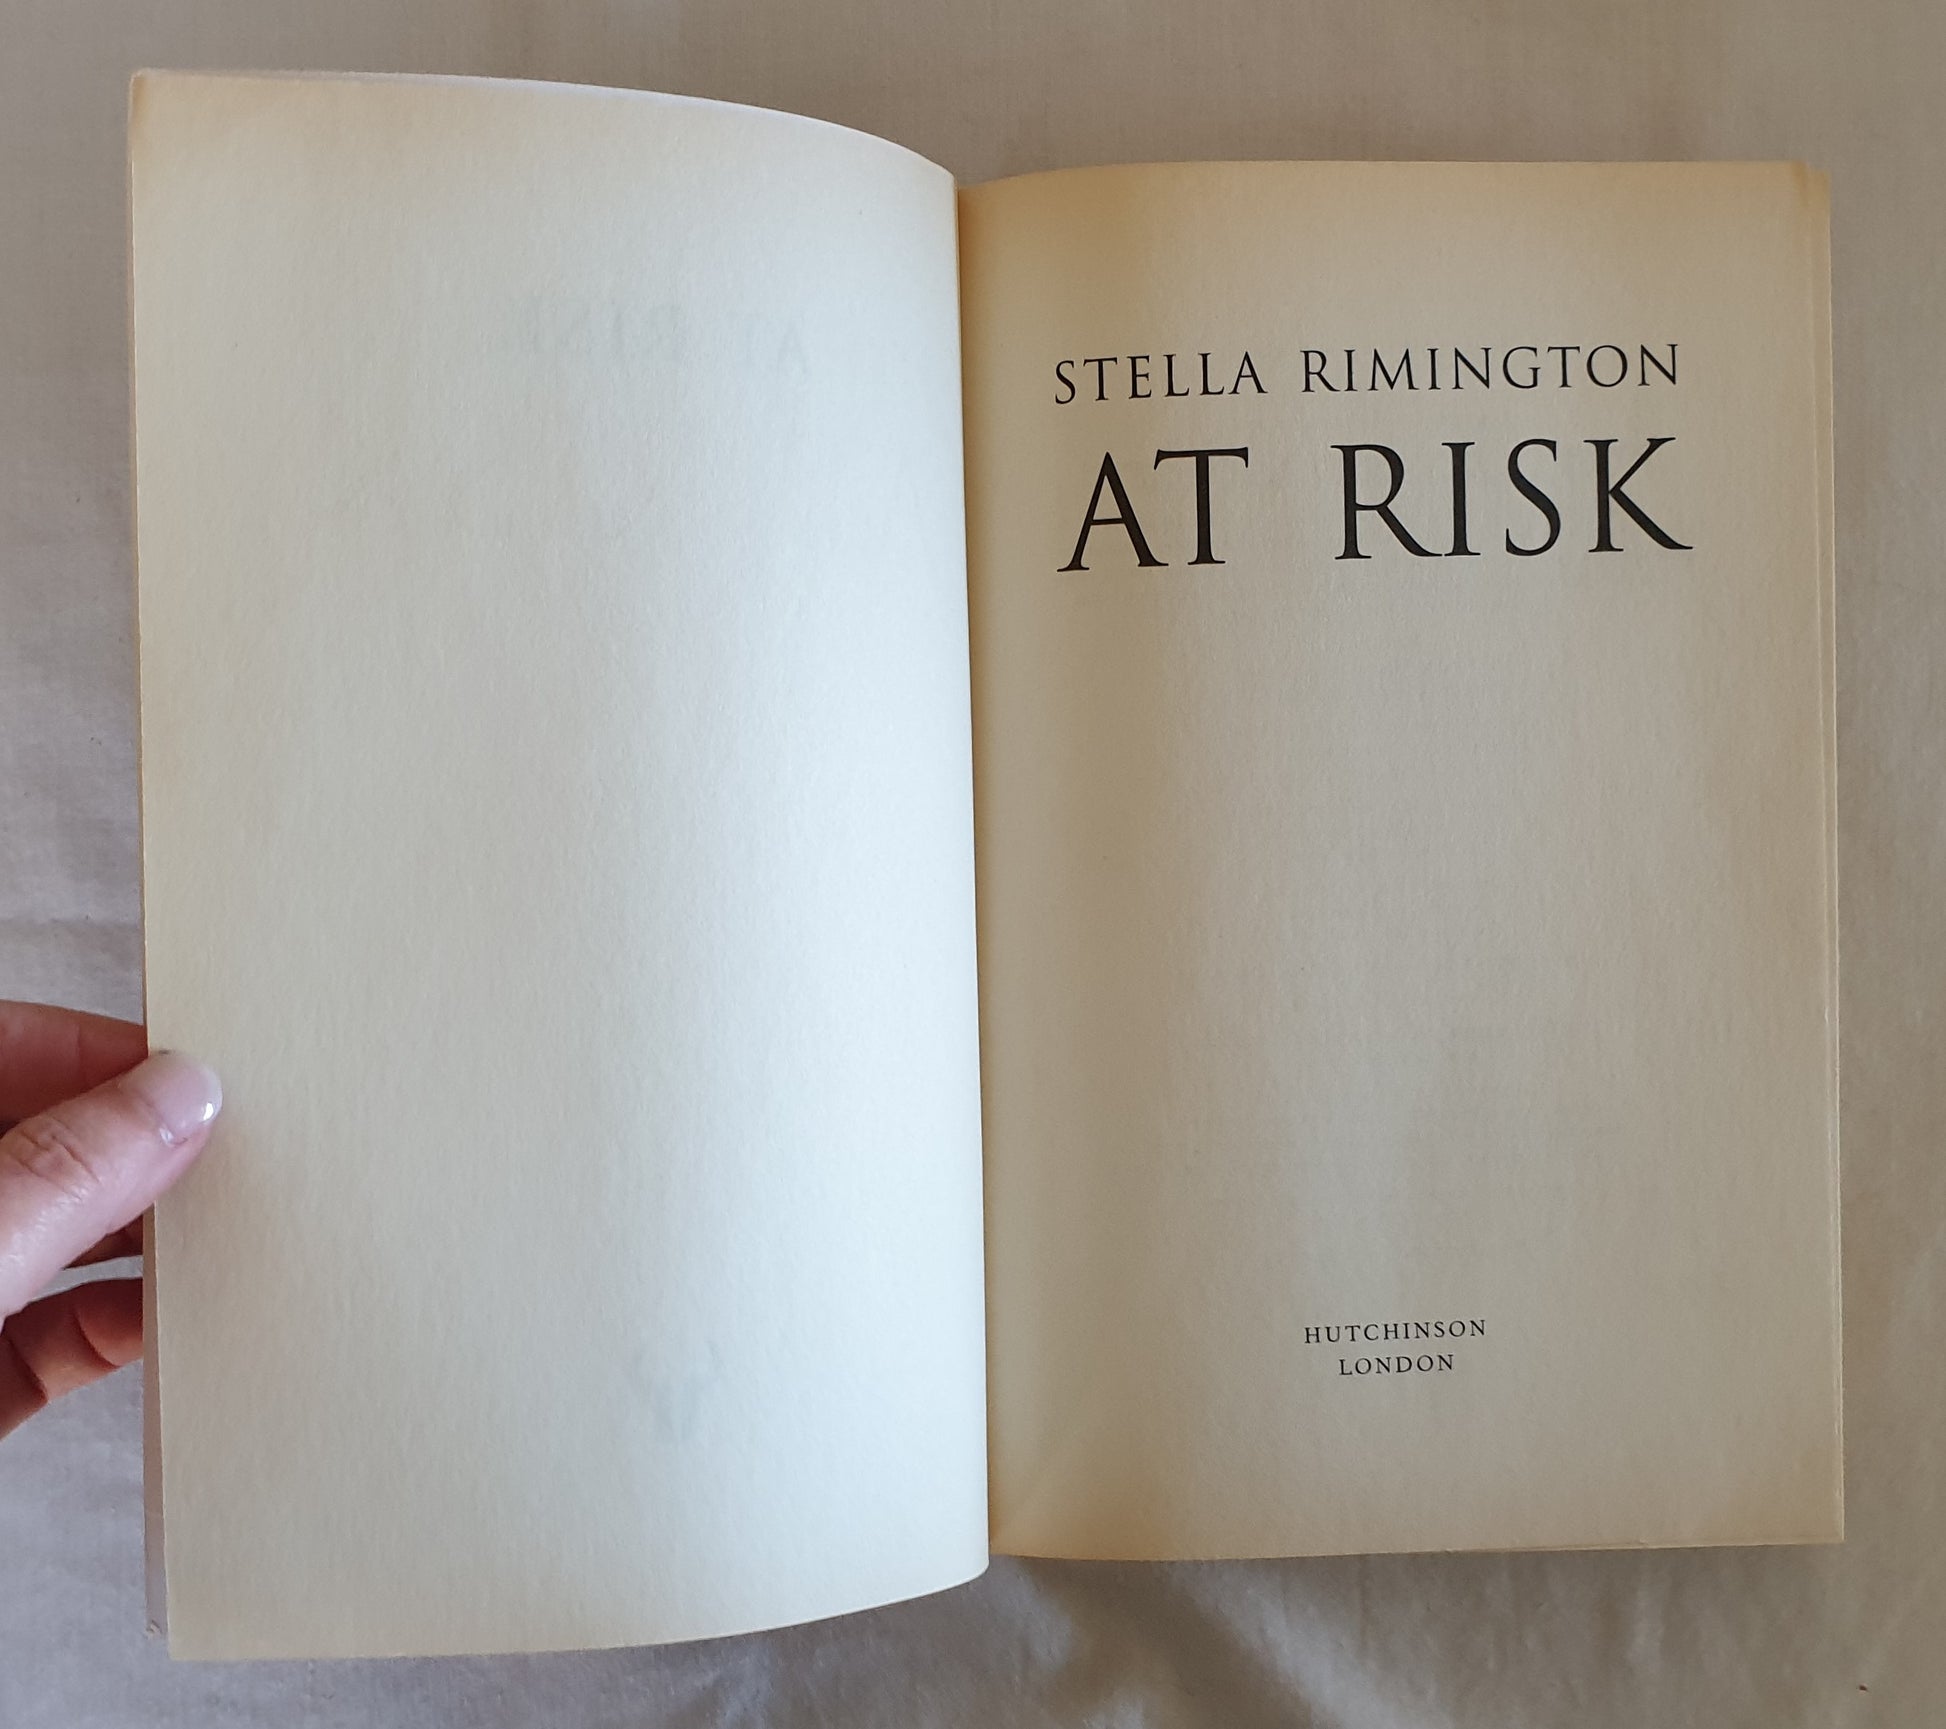 STELLA RIMINGTON
AT RISK
HUTCHINSON
LONDON